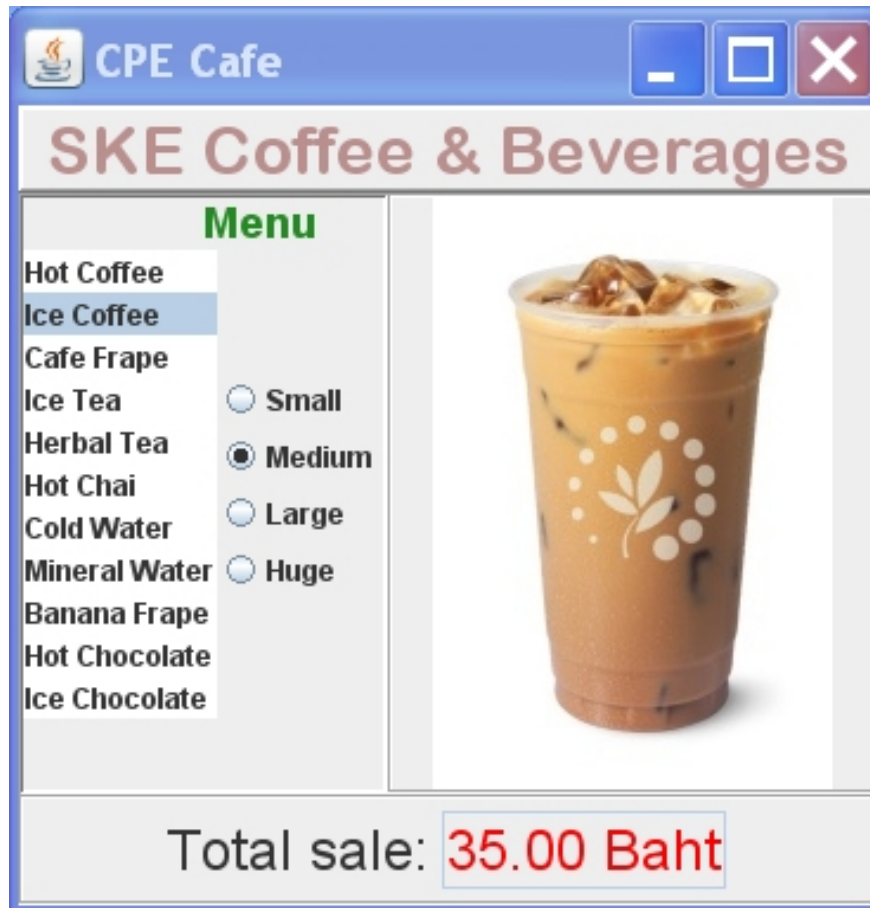 CPE Cafe
SKE Coffee & Beverages
Menu
Hot Coffee
Ice Coffee
Cafe Frape
Ice Tea
Herbal Tea
Hot Chai
Cold Water
Mineral Water
Banana Frape
Hot Chocolate
Ice Chocolate
Small
Medium
Large
Huge
Total sale: 35.00 Baht